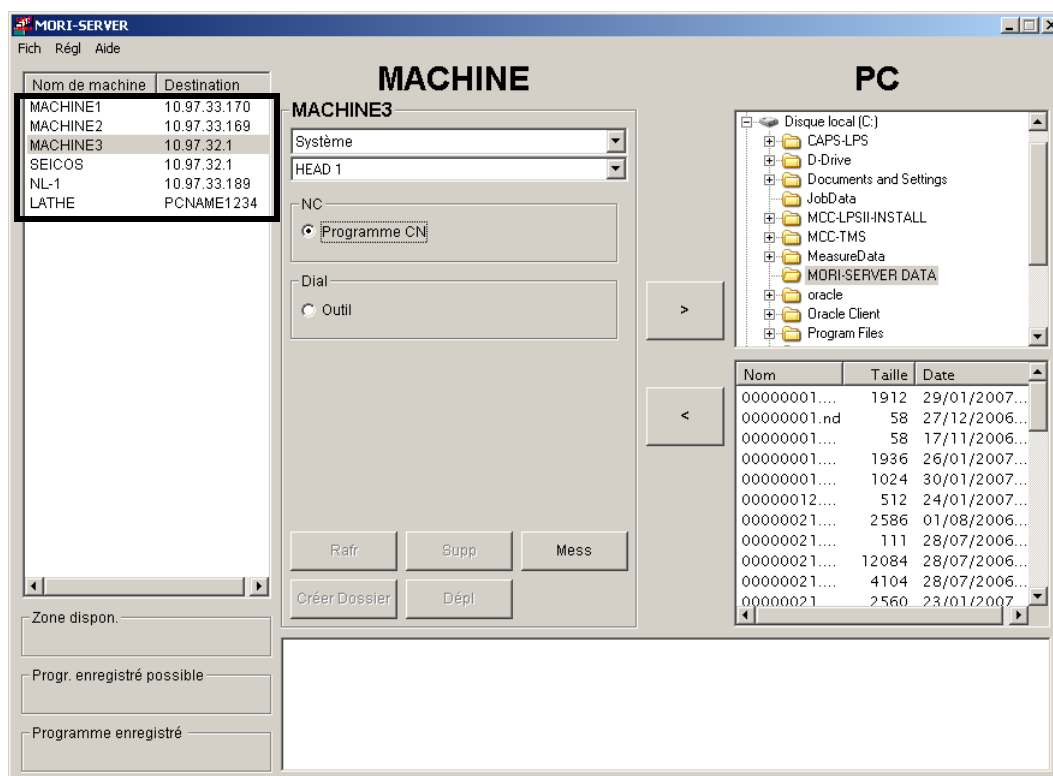 MORI-SERVER
Fich Régl Aide
MACHINE
PC
Nom de machine Destination
MACHINE1 10.97.33.170
MACHINE2 10.97.33.169
MACHINE3 10.97.32.1
SEICOS 10.97.32.1
NL-1 10.97.33.189
LATHE PCNAME1234
MACHINE3
Système
HEAD 1
NC
Programme CN
Dial
Outil
>
<
Rafr Supp Mess
Créer Dossier Dépl
Disque local (C:)
CAPS-LPS
D-Drive
Documents and Settings
JobData
MCC-LPSII-INSTALL
MCC-TMS
MeasureData
MORI-SERVER DATA
oracle
Oracle Client
Program Files
Nom Taille Date
00000001.... 1912 29/01/2007...
00000001.nd 58 27/12/2006...
00000001.... 58 17/11/2006...
00000001.... 1936 26/01/2007...
00000001.... 1024 30/01/2007...
00000012.... 512 24/01/2007...
00000021.... 2586 01/08/2006...
00000021.... 111 28/07/2006...
00000021.... 12084 28/07/2006...
00000021.... 4104 28/07/2006...
00000021 2560 23/01/2007
Zone dispon.
Progr. enregistré possible
Programme enregistré